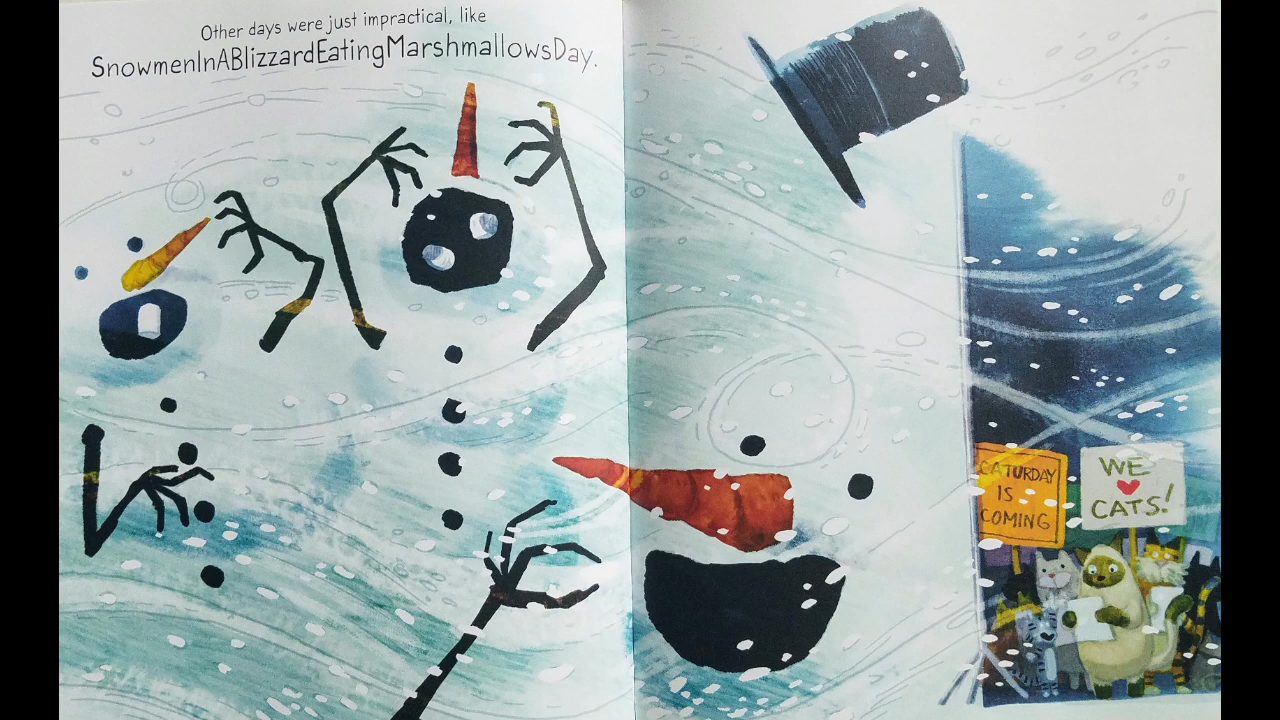 Other days were just impractical, like
SnowmenInABlizzardEatingMarshmallowsDay.
CATURDAY
IS
COMING
WE
CATS!